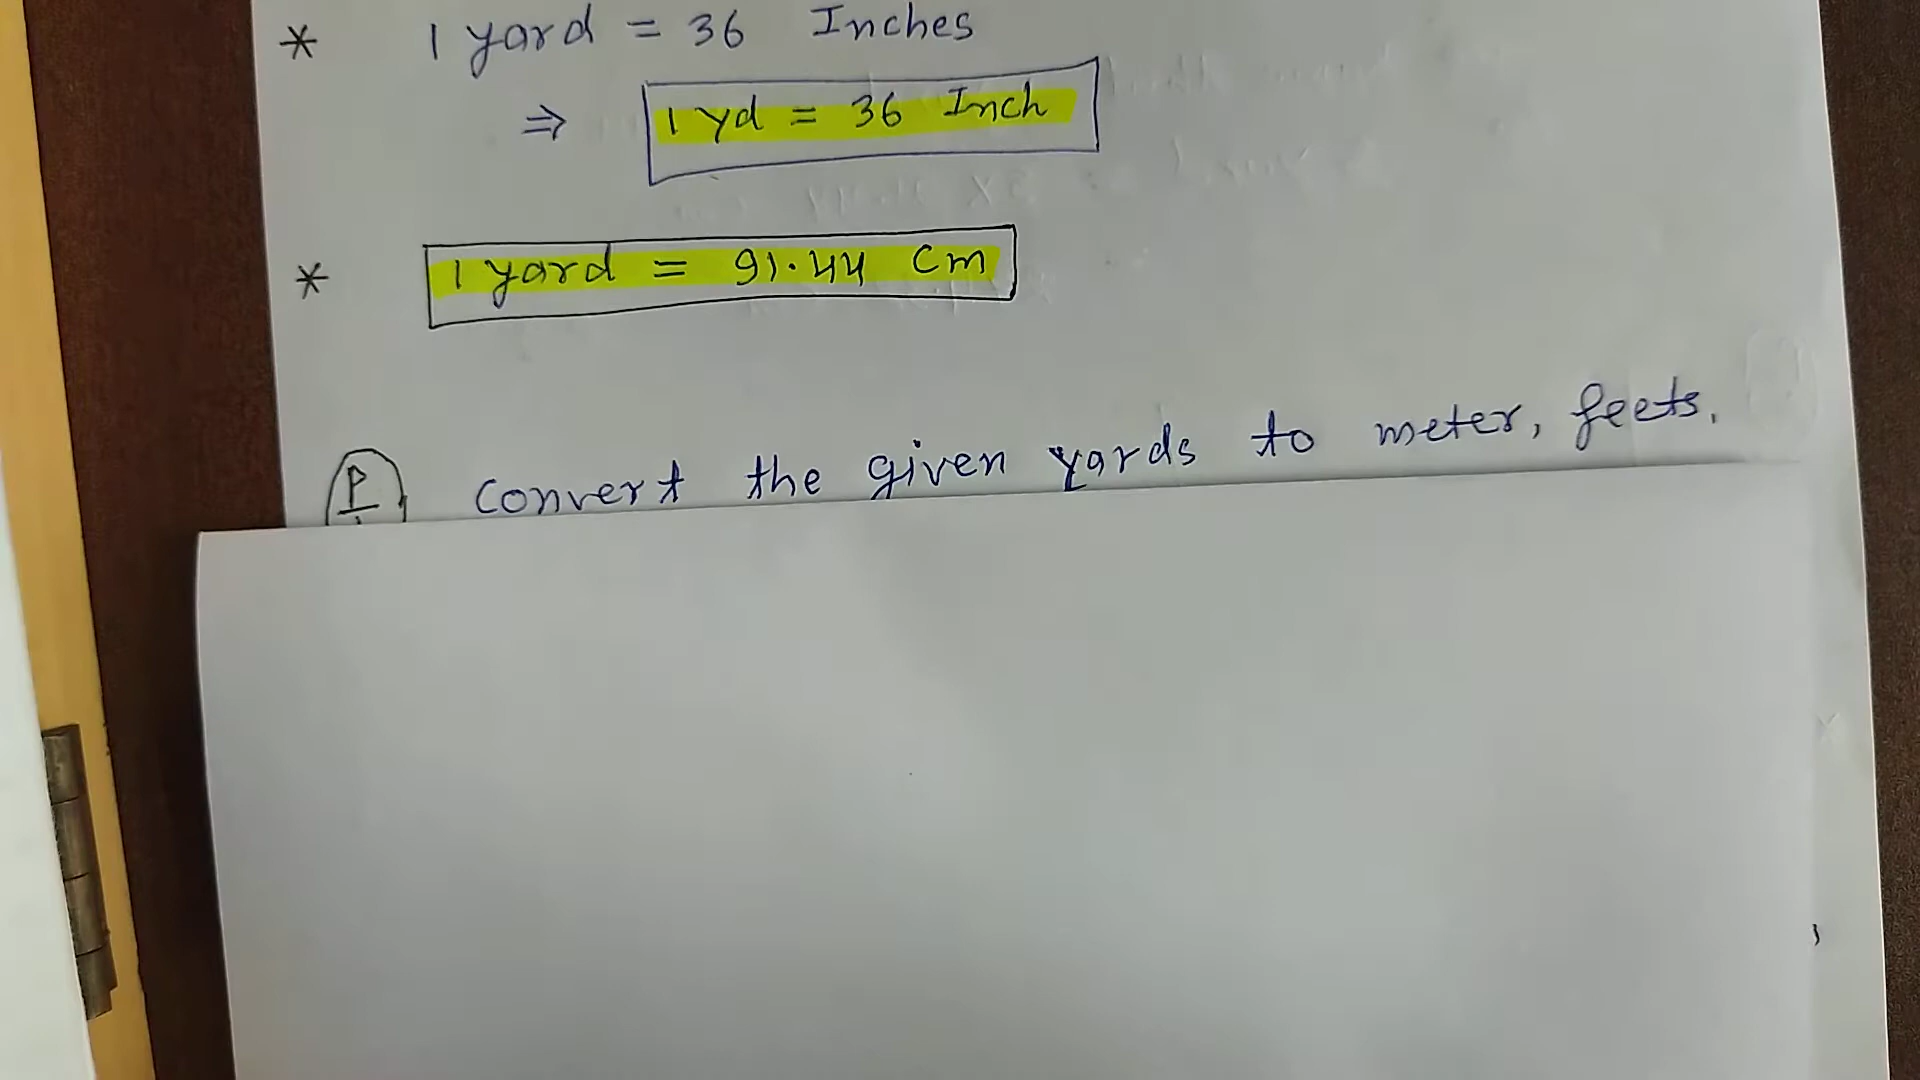 * 1 yard = 36 Inches
⇒ 1 yd = 36 Inch
* 1 yard = 91.44 Cm
P Convert the given yards to meter, feets.